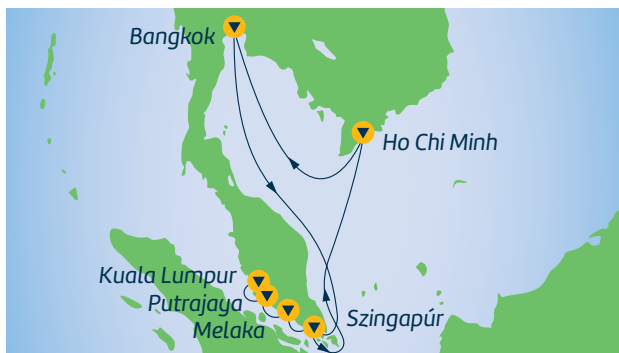 Bangkok
Ho Chi Minh
Kuala Lumpur
Putrajaya
Melaka
Szingapúr